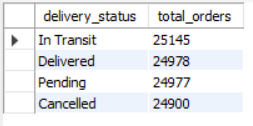 delivery_status total_orders
In Transit 25145
Delivered 24978
Pending 24977
Cancelled 24900